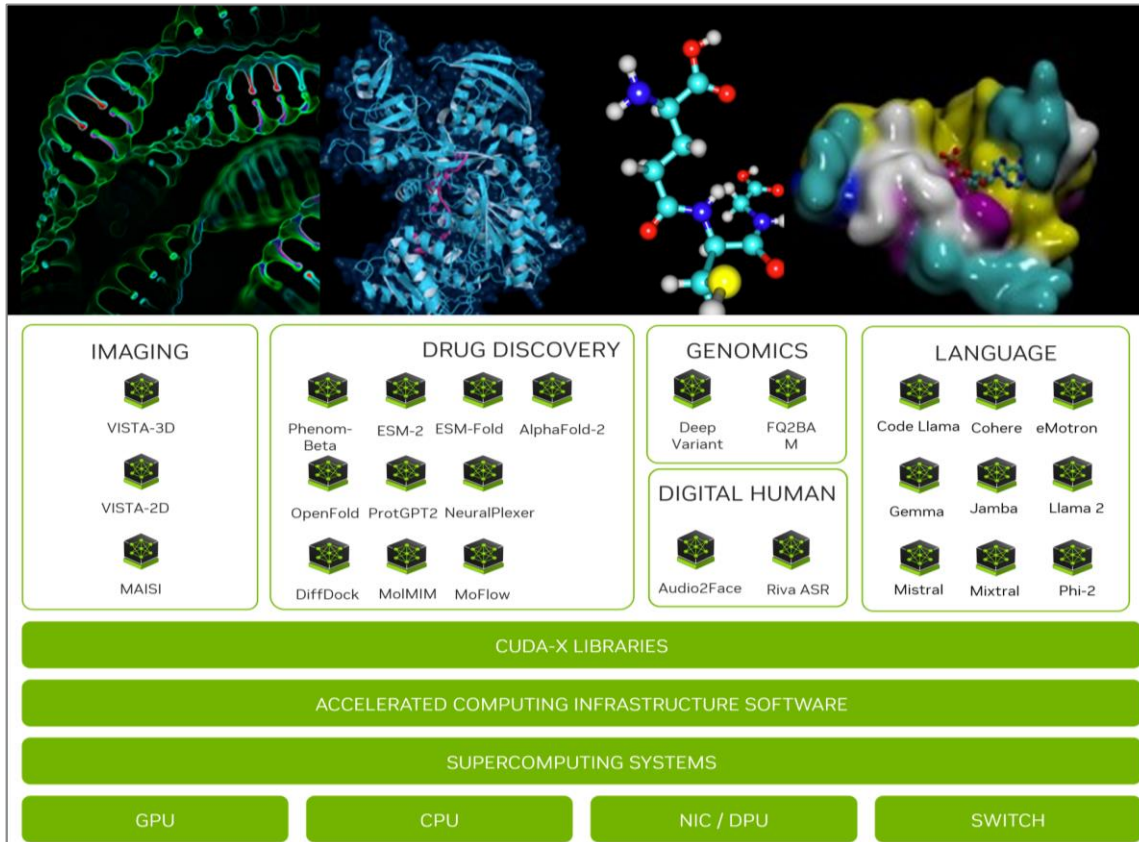 IMAGING
VISTA-3D
VISTA-2D
MAISI
DRUG DISCOVERY
Phenom-
Beta
ESM-2
ESM-Fold
AlphaFold-2
OpenFold
ProtGPT2
NeuralPlexer
DiffDock
MolMIM
MoFlow
GENOMICS
Deep
Variant
FQ2BA
M
DIGITAL HUMAN
Audio2Face
Riva ASR
LANGUAGE
Code Llama
Cohere
eMotron
Gemma
Jamba
Llama 2
Mistral
Mixtral
Phi-2
CUDA-X LIBRARIES
ACCELERATED COMPUTING INFRASTRUCTURE SOFTWARE
SUPERCOMPUTING SYSTEMS
GPU
CPU
NIC / DPU
SWITCH